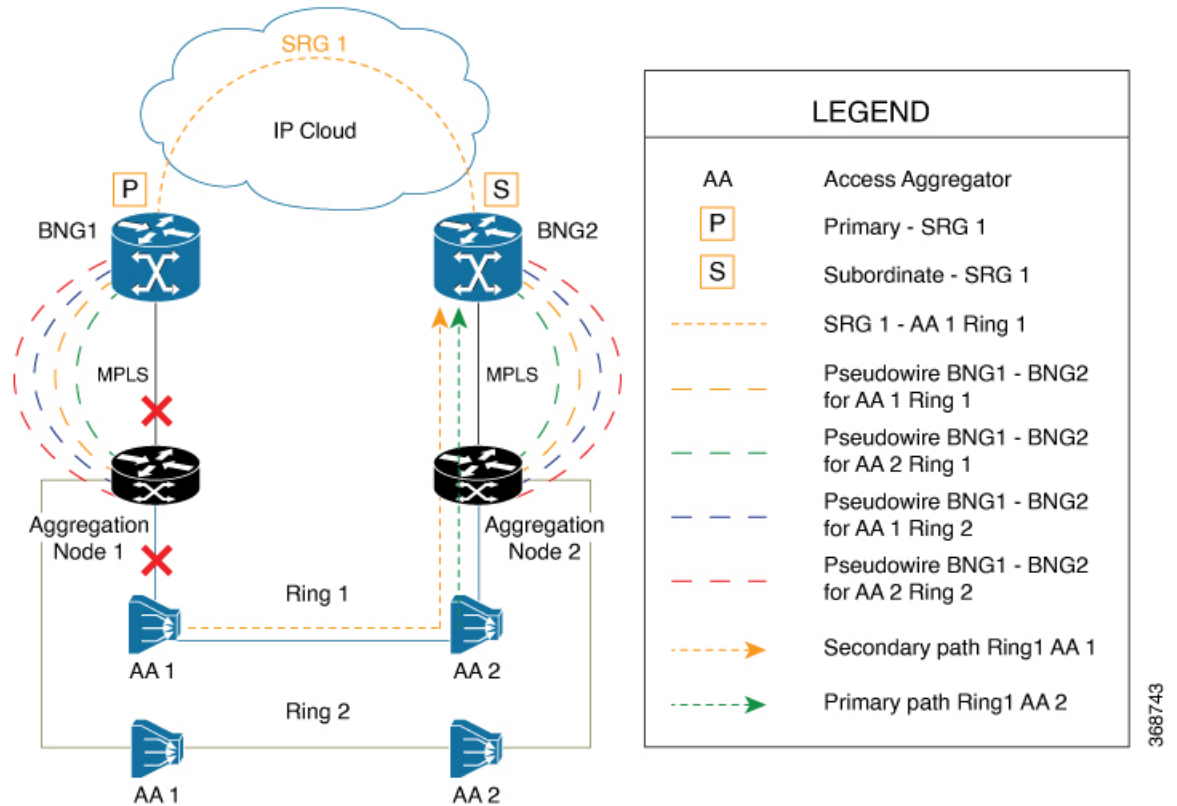 SRG 1
IP Cloud
P
S
BNG1
BNG2
MPLS
MPLS
Aggregation
Node 1
Aggregation
Node 2
Ring 1
AA 1
AA 2
Ring 2
AA 1
AA 2
LEGEND
AA Access Aggregator
P Primary - SRG 1
S Subordinate - SRG 1
SRG 1 - AA 1 Ring 1
Pseudowire BNG1 - BNG2
for AA 1 Ring 1
Pseudowire BNG1 - BNG2
for AA 2 Ring 1
Pseudowire BNG1 - BNG2
for AA 1 Ring 2
Pseudowire BNG1 - BNG2
for AA 2 Ring 2
Secondary path Ring1 AA 1
Primary path Ring1 AA 2
368743